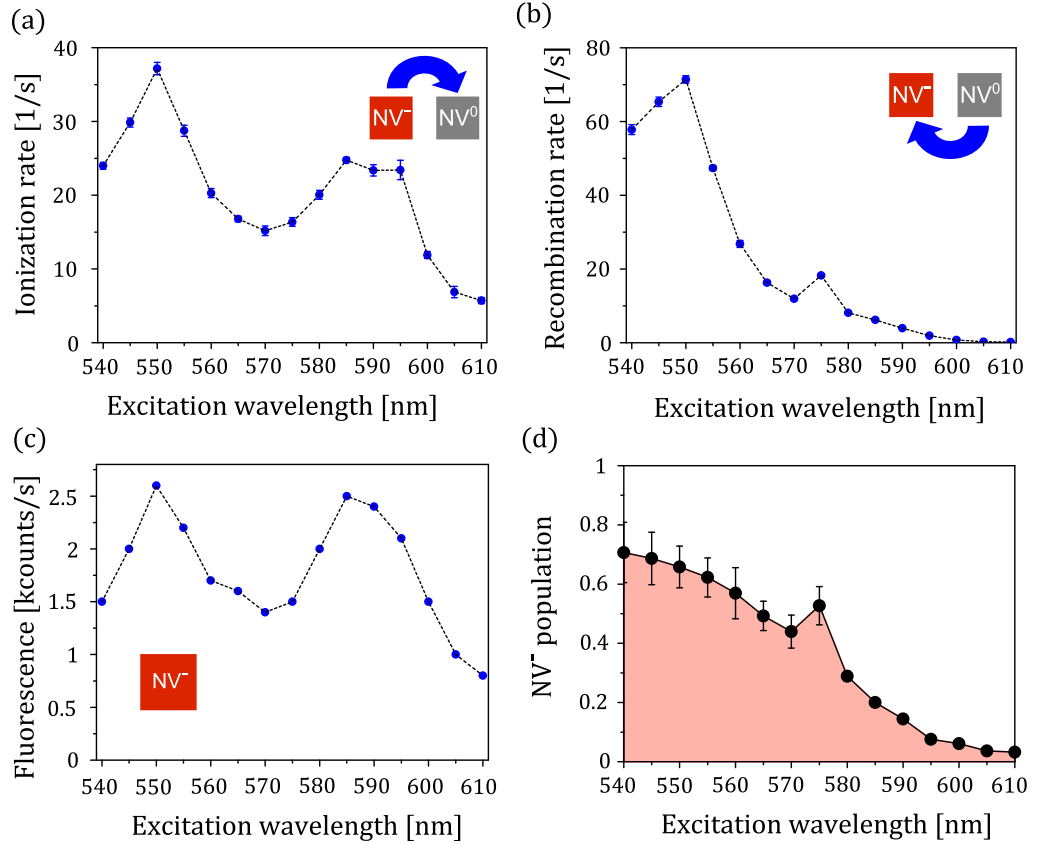 (a)
Ionization rate [1/s]
40
30
20
10
0
NV⁻
NV⁰
540 550 560 570 580 590 600 610
Excitation wavelength [nm]
(b)
Recombination rate [1/s]
80
60
40
20
0
NV⁻
NV⁰
540 550 560 570 580 590 600 610
Excitation wavelength [nm]
(c)
Fluorescence [kcounts/s]
2.5
2
1.5
1
0.5
0
NV⁻
540 550 560 570 580 590 600 610
Excitation wavelength [nm]
(d)
NV⁻ population
1
0.8
0.6
0.4
0.2
0
540 550 560 570 580 590 600 610
Excitation wavelength [nm]